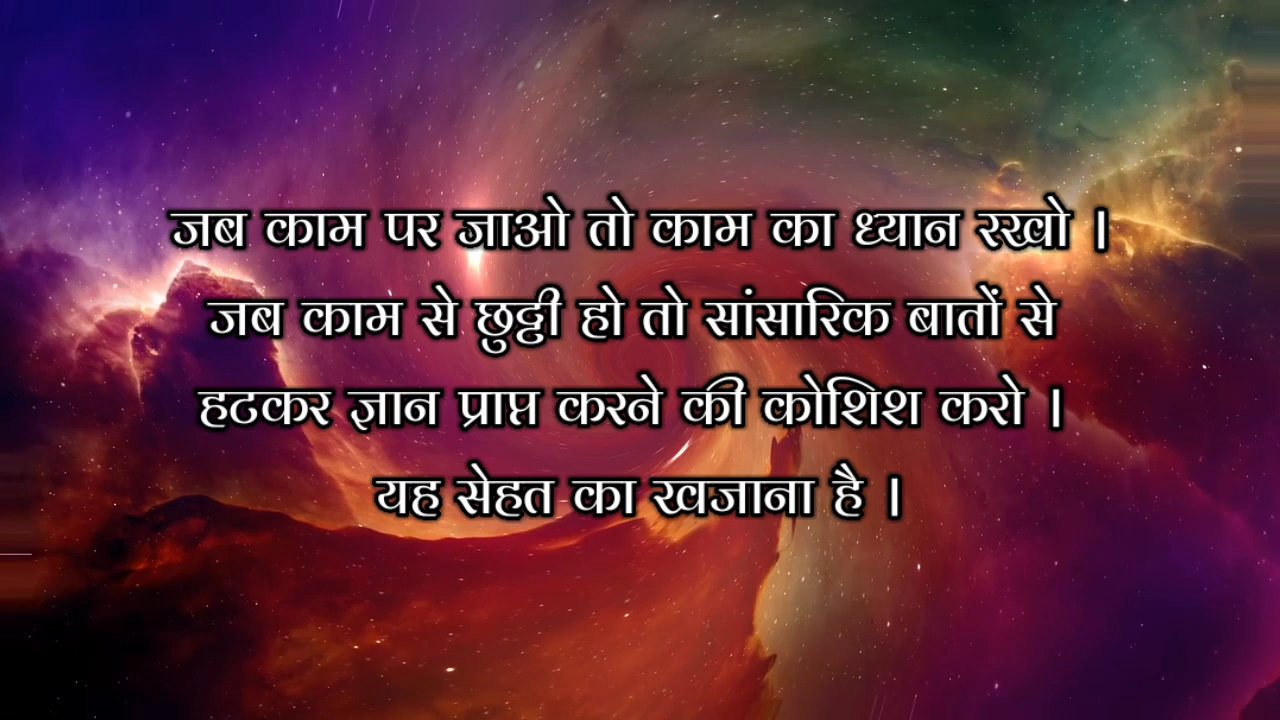 जब काम पर जाओ तो काम का ध्यान रखो ।
जब काम से छुट्टी हो तो सांसारिक बातों से
हटकर ज्ञान प्राप्त करने की कोशिश करो ।
यह सेहत का खजाना है ।